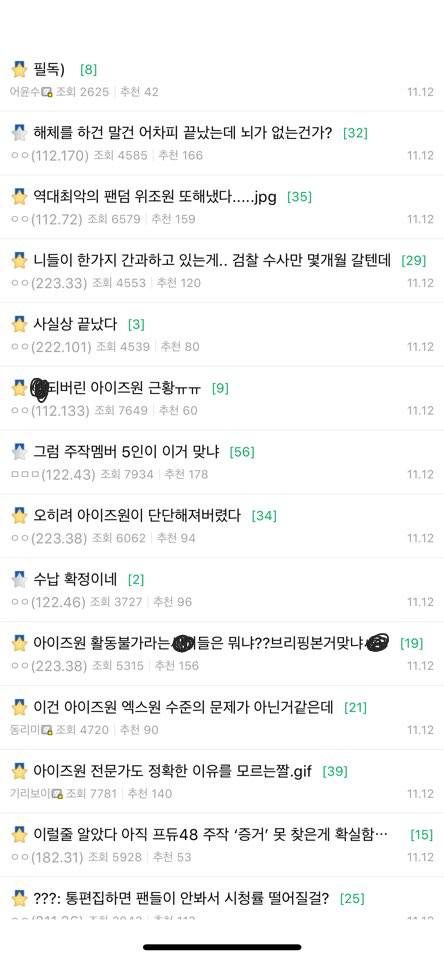 필독) [8]
어윤수 조회 2625 | 추천 42 11.12
해체를 하건 말건 어차피 끝났는데 뇌가 없는건가? [32]
ㅇㅇ(112.170) 조회 4585 | 추천 166 11.12
역대최악의 팬덤 위조원 또해냈다.....jpg [35]
ㅇㅇ(112.72) 조회 6579 | 추천 159 11.12
니들이 한가지 간과하고 있는게.. 검찰 수사만 몇개월 갈텐데 [29]
ㅇㅇ(223.33) 조회 4553 | 추천 120 11.12
사실상 끝났다 [3]
ㅇㅇ(222.101) 조회 4539 | 추천 80 11.12
되버린 아이즈원 근황ㅠㅠ [9]
ㅇㅇ(112.133) 조회 7649 | 추천 60 11.12
그럼 주작멤버 5인이 이거 맞냐 [56]
ㅁㅁㅁ(122.43) 조회 7934 | 추천 178 11.12
오히려 아이즈원이 단단해져버렸다 [34]
ㅇㅇ(223.38) 조회 6062 | 추천 94 11.12
수납 확정이네 [2]
ㅇㅇ(122.46) 조회 3727 | 추천 96 11.12
아이즈원 활동불가라는 들은 뭐냐??브리핑본거맞냐 [19]
ㅇㅇ(223.38) 조회 5315 | 추천 156 11.12
이건 아이즈원 엑스원 수준의 문제가 아닌거같은데 [21]
동리미 조회 4720 | 추천 90 11.12
아이즈원 전문가도 정확한 이유를 모르는짤.gif [39]
기리보이 조회 7781 | 추천 140 11.12
이럴줄 알았다 아직 프듀48 주작 ‘증거’ 못 찾은게 확실함… [15]
ㅇㅇ(182.31) 조회 5928 | 추천 53 11.12
???: 통편집하면 팬들이 안봐서 시청률 떨어질걸? [25]